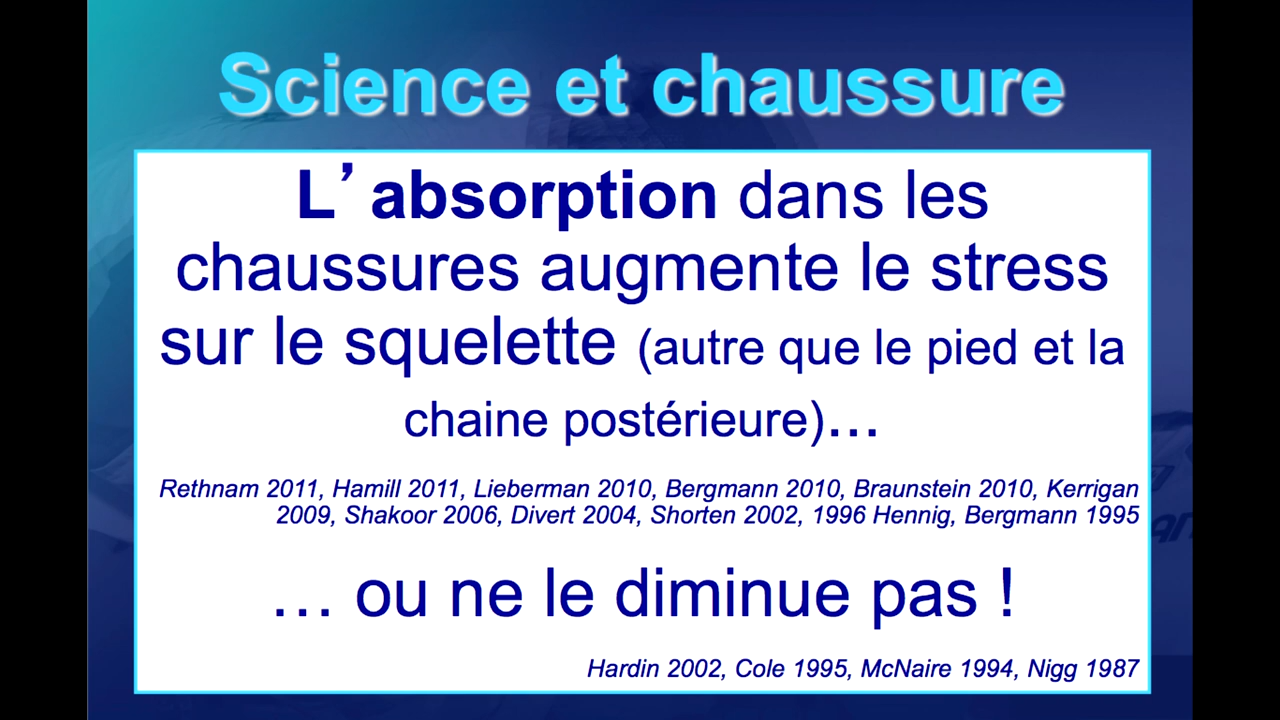 Science et chaussure
L’absorption dans les
chaussures augmente le stress
sur le squelette (autre que le pied et la
chaine postérieure)…
Rethnam 2011, Hamill 2011, Lieberman 2010, Bergmann 2010, Braunstein 2010, Kerrigan
2009, Shakoor 2006, Divert 2004, Shorten 2002, 1996 Hennig, Bergmann 1995
… ou ne le diminue pas !
Hardin 2002, Cole 1995, McNaire 1994, Nigg 1987